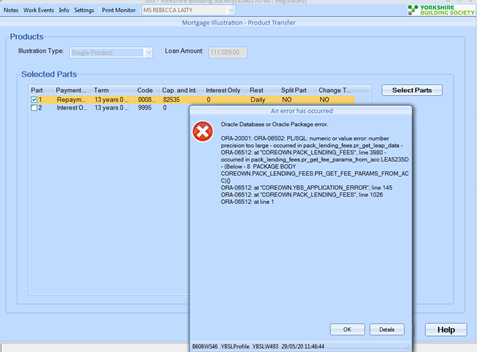 Notes Work Events Info Settings Print Monitor MS REBECCA LAITY
YORKSHIRE
BUILDING SOCIETY
Mortgage Illustration - Product Transfer
Products
Illustration Type: Single Product Loan Amount: 111,029.00
Selected Parts
Part Payment... Term Code Cap. and Int. Interest Only Rest Split Part Change T...
1 Repaym... 13 years 0... 0008... 82535 0 Daily NO NO
2 Interest O... 13 years 0... 9995 0
Select Parts
An error has occurred
Oracle Database or Oracle Package error.
ORA-20001: ORA-06502: PL/SQL: numeric or value error: number
precision too large - occurred in pack_lending_fees.pr_get_leap_data -
ORA-06512: at "COREOWN.PACK_LENDING_FEES", line 3980 -
occurred in pack_lending_fees.pr_get_fee_params_from_acc LEA5235D
- (Below - 8 PACKAGE BODY
COREOWN.PACK_LENDING_FEES.PR_GET_FEE_PARAMS_FROM_AC
C)()
ORA-06512: at "COREOWN.YBS_APPLICATION_ERROR", line 145
ORA-06512: at "COREOWN.PACK_LENDING_FEES", line 1026
ORA-06512: at line 1
OK Details
Help
8608W546 YBSLProfile YBSLW493 29/05/20 11:46:44